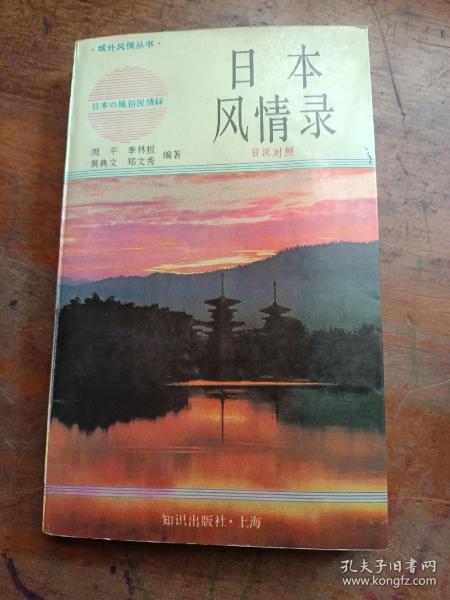 ·域外风情丛书·
日本
风情录
日本の風俗民情録
日汉对照
周平 季林根
黄典文 郑文秀 编著
知识出版社·上海
孔夫子旧书网
www.kongfz.com